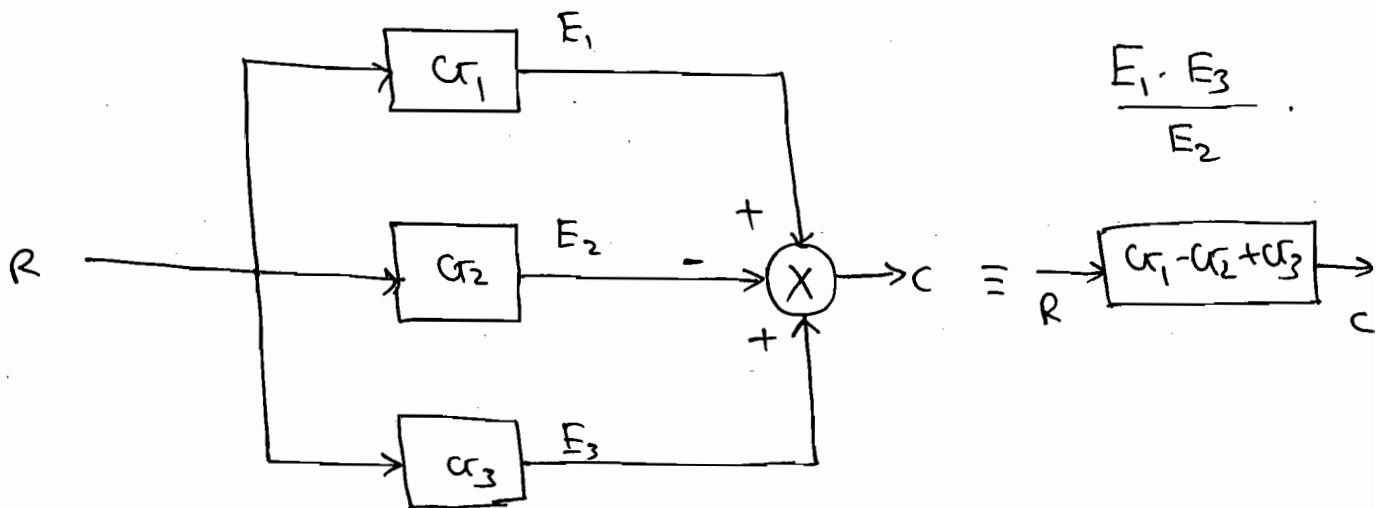 E₁
G₁
E₁ · E₃
E₂
+
R
G₂
E₂
-
X
C
≡
R
G₁ - G₂ + G₃
C
+
G₃
E₃